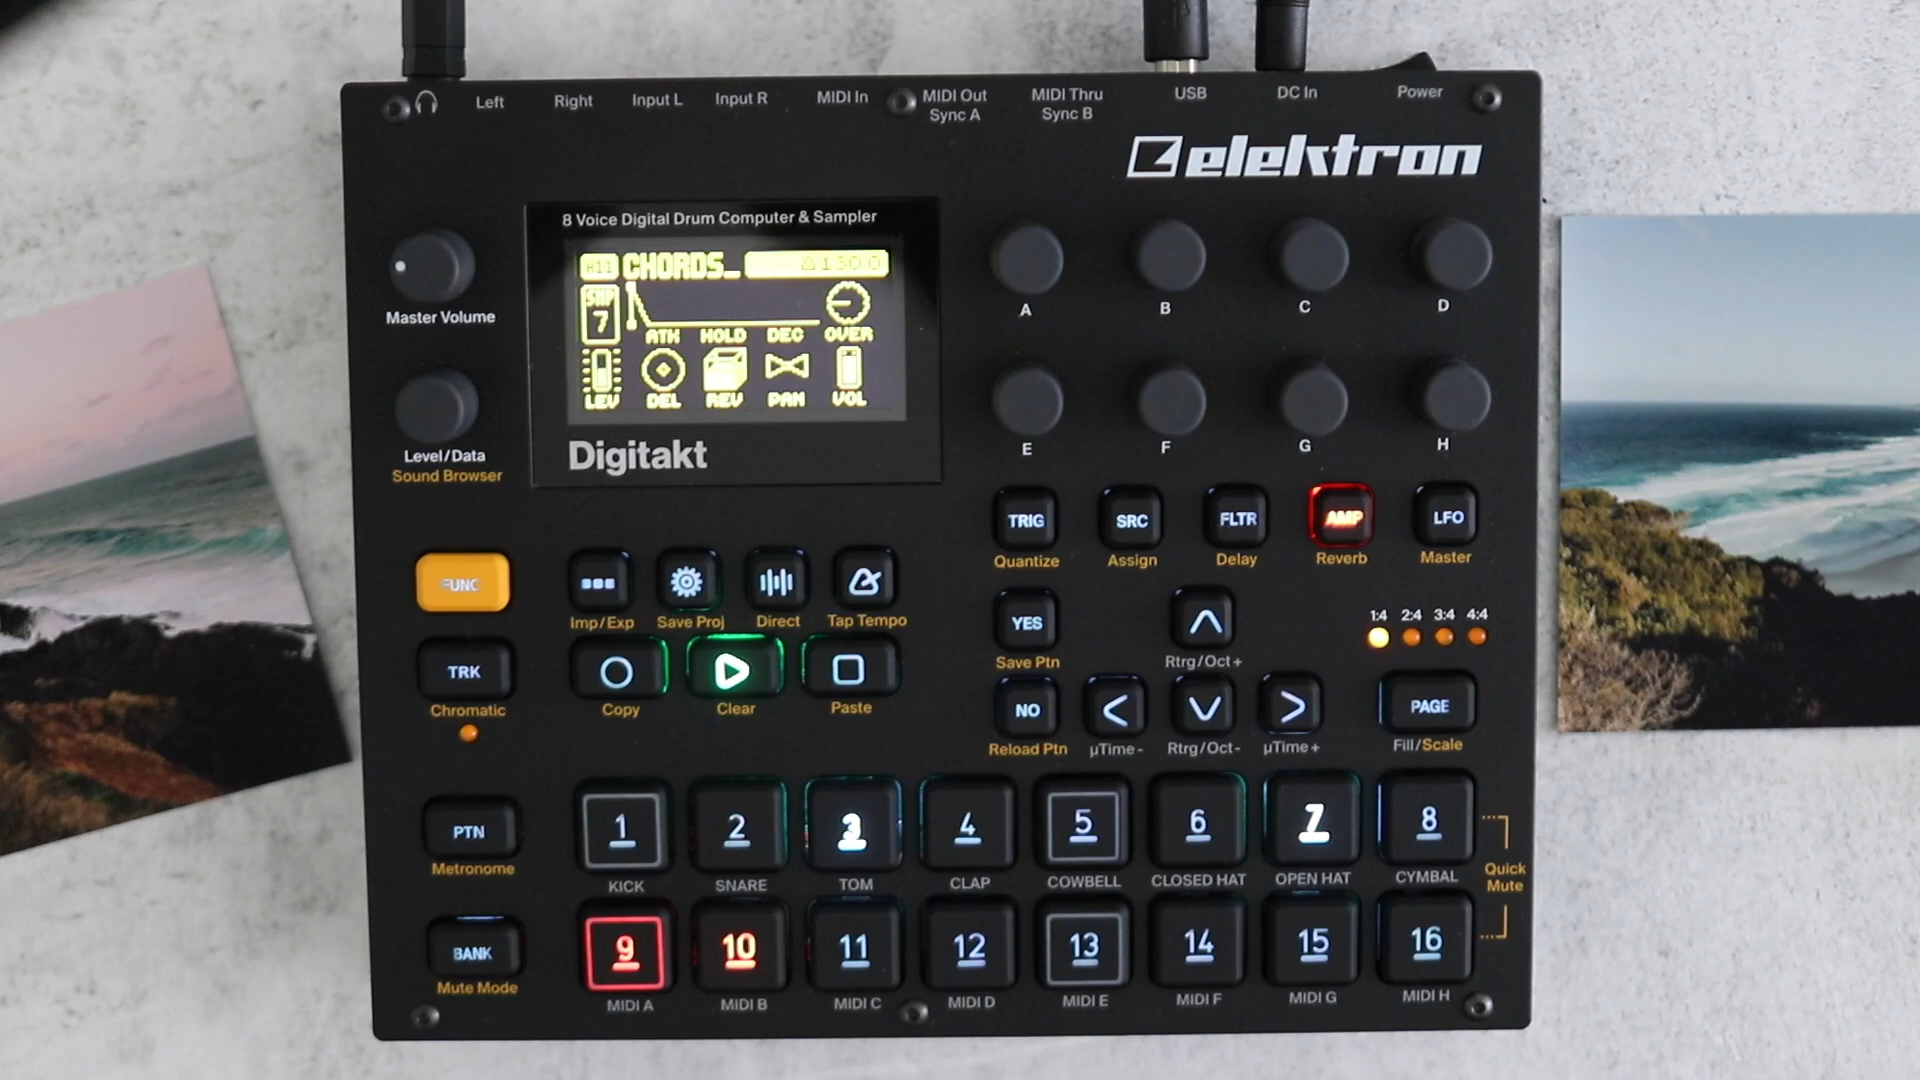 Left Right Input L Input R MIDI In MIDI Out MIDI Thru USB DC In Power
Sync A Sync B
elektron
8 Voice Digital Drum Computer & Sampler
A11 CHORDS_ 130.0
SMP
7
ATK HOLD DEC OVER
LEV DEL REV PAN VOL
Digitakt
Master Volume
Level/Data
Sound Browser
A B C D
E F G H
TRIG SRC FLTR AMP LFO
Quantize Assign Delay Reverb Master
FUNC
Imp/Exp Save Proj Direct Tap Tempo
YES
Save Ptn
Rtrg/Oct+
1:4 2:4 3:4 4:4
TRK
Chromatic
Copy Clear Paste
NO PAGE
Reload Ptn µTime- Rtrg/Oct- µTime+ Fill/Scale
PTN
Metronome
1 2 3 4 5 6 7 8
KICK SNARE TOM CLAP COWBELL CLOSED HAT OPEN HAT CYMBAL
Quick
Mute
BANK
Mute Mode
9 10 11 12 13 14 15 16
MIDI A MIDI B MIDI C MIDI D MIDI E MIDI F MIDI G MIDI H